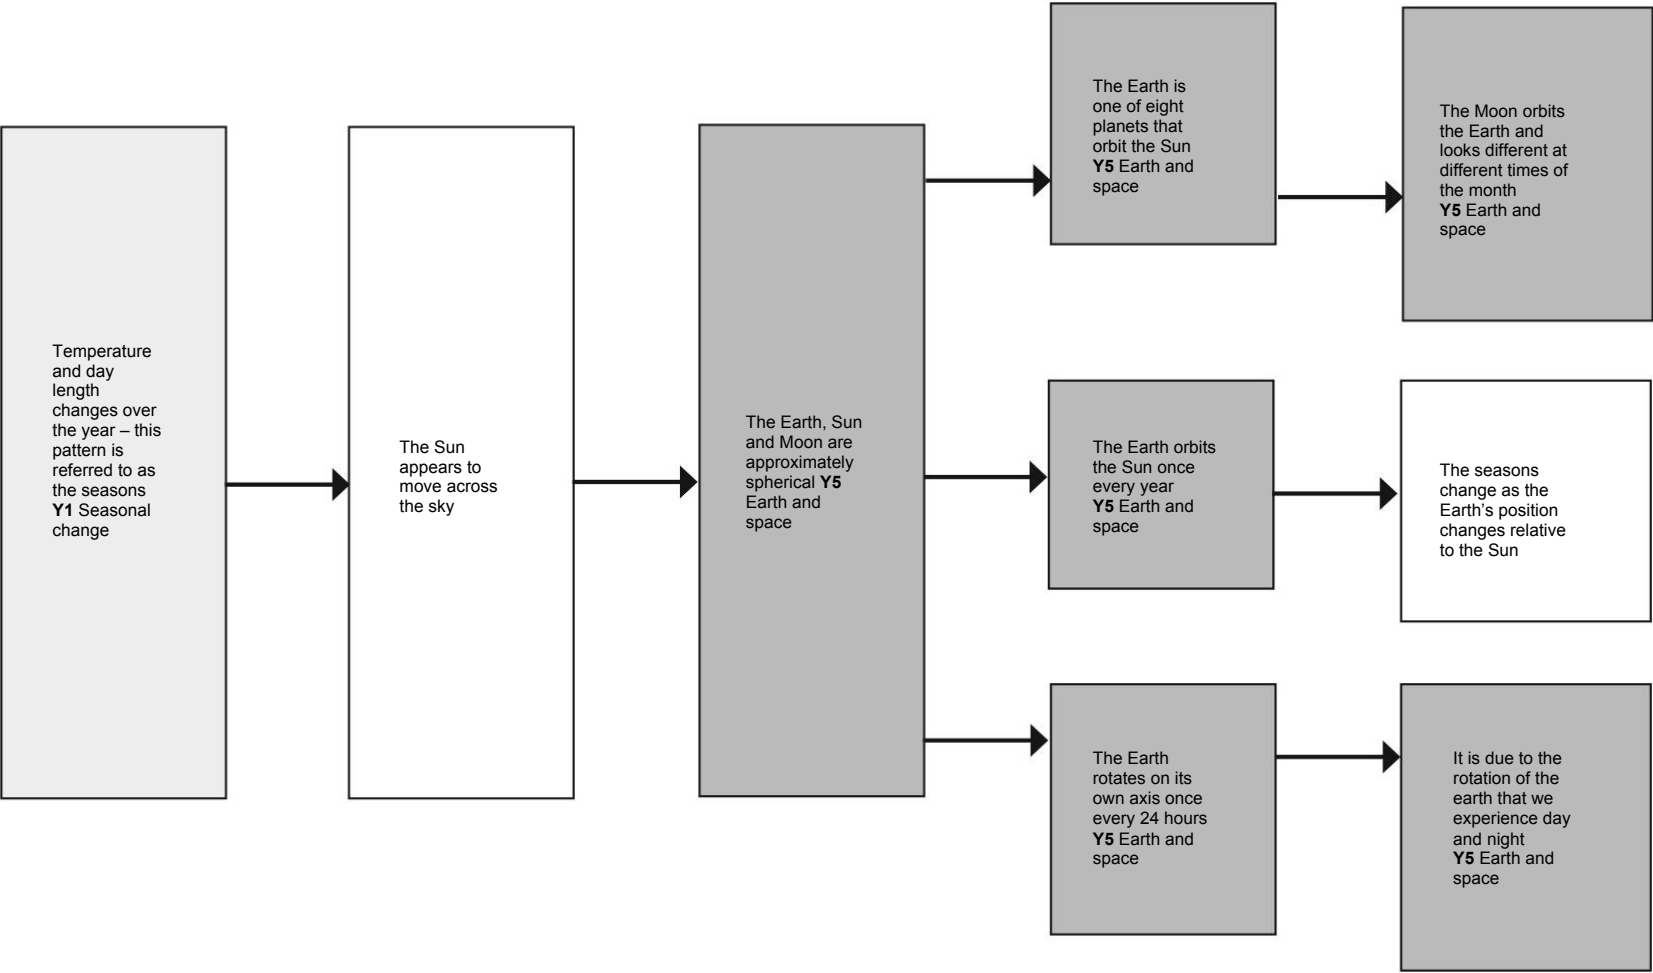 Temperature
and day
length
changes over
the year – this
pattern is
referred to as
the seasons
Y1 Seasonal
change
The Sun
appears to
move across
the sky
The Earth, Sun
and Moon are
approximately
spherical Y5
Earth and
space
The Earth is
one of eight
planets that
orbit the Sun
Y5 Earth and
space
The Moon orbits
the Earth and
looks different at
different times of
the month
Y5 Earth and
space
The Earth orbits
the Sun once
every year
Y5 Earth and
space
The seasons
change as the
Earth’s position
changes relative
to the Sun
The Earth
rotates on its
own axis once
every 24 hours
Y5 Earth and
space
It is due to the
rotation of the
earth that we
experience day
and night
Y5 Earth and
space